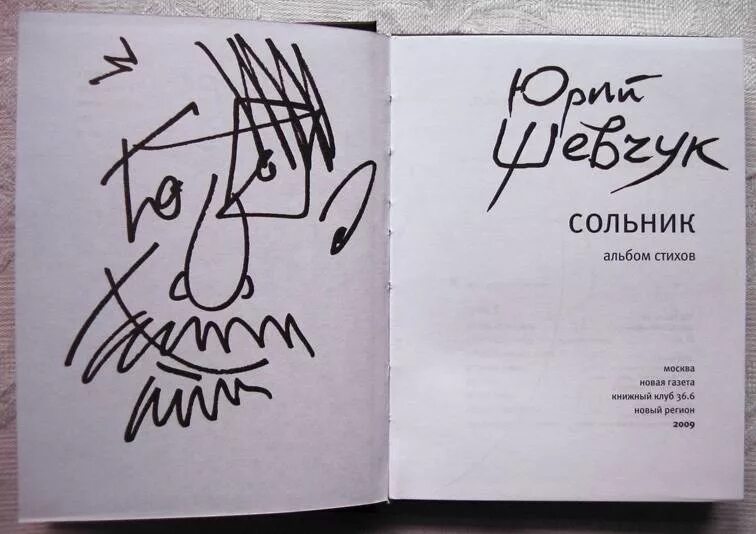 Юрий
Шевчук
сольник
альбом стихов
москва
новая газета
книжный клуб 36.6
новый регион
2009